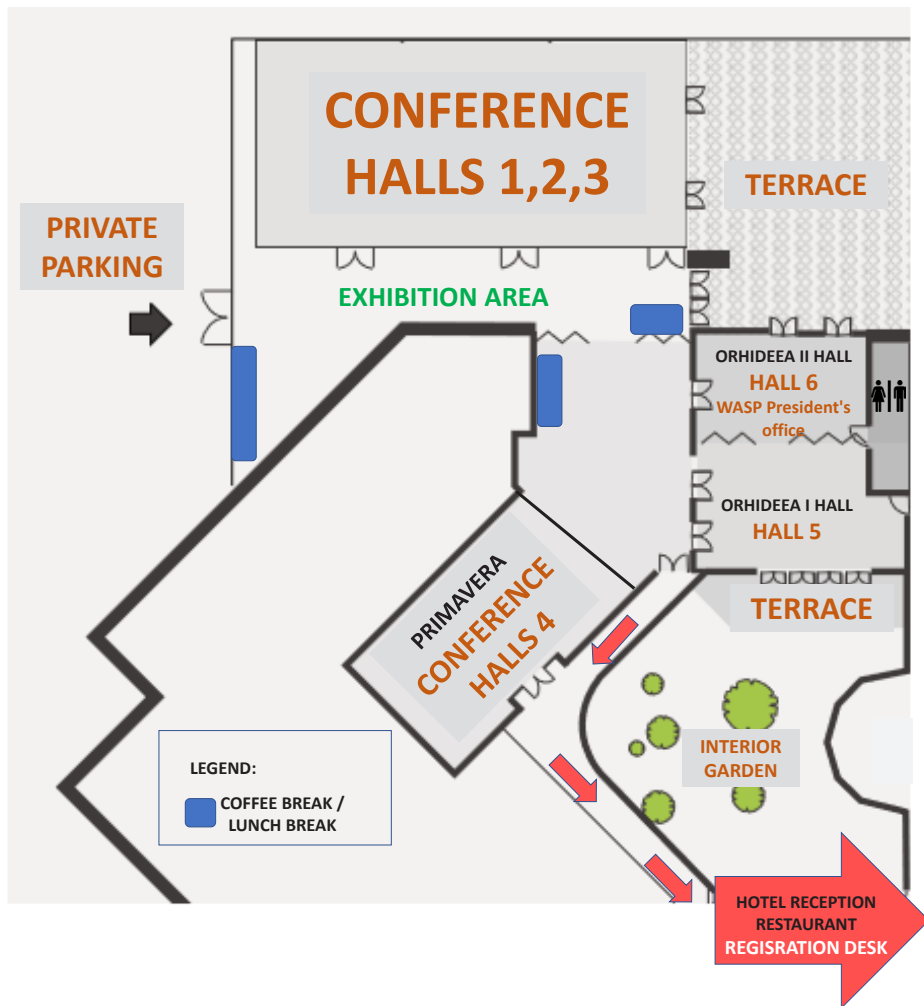 CONFERENCE
HALLS 1,2,3
TERRACE
PRIVATE
PARKING
EXHIBITION AREA
ORHIDEEA II HALL
HALL 6
WASP President's
office
ORHIDEEA I HALL
HALL 5
PRIMAVERA
CONFERENCE
HALLS 4
TERRACE
INTERIOR
GARDEN
LEGEND:
COFFEE BREAK /
LUNCH BREAK
HOTEL RECEPTION
RESTAURANT
REGISRATION DESK